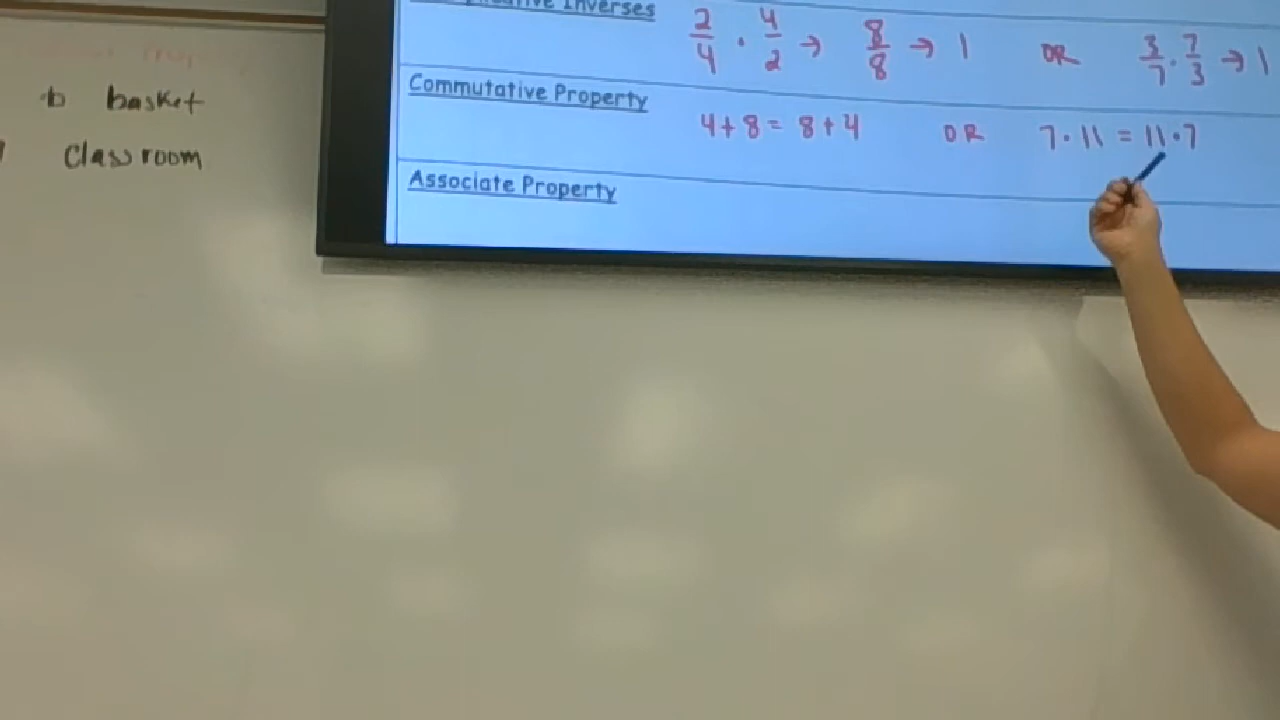 Inverses
2/4 · 4/2 → 8/8 → 1 OR 3/7 · 7/3 → 1
Commutative Property
4 + 8 = 8 + 4 OR 7 · 11 = 11 · 7
Associate Property
basket
classroom